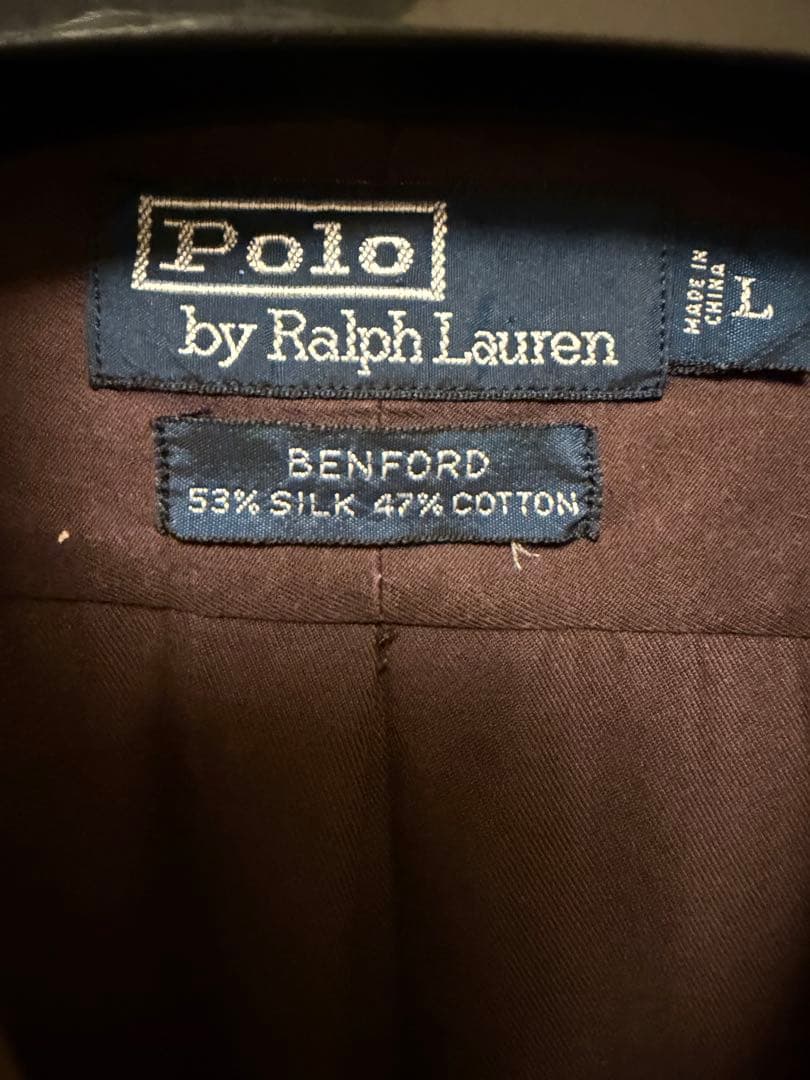 Polo
by Ralph Lauren
MADE IN
CHINA
L
BENFORD
53% SILK 47% COTTON